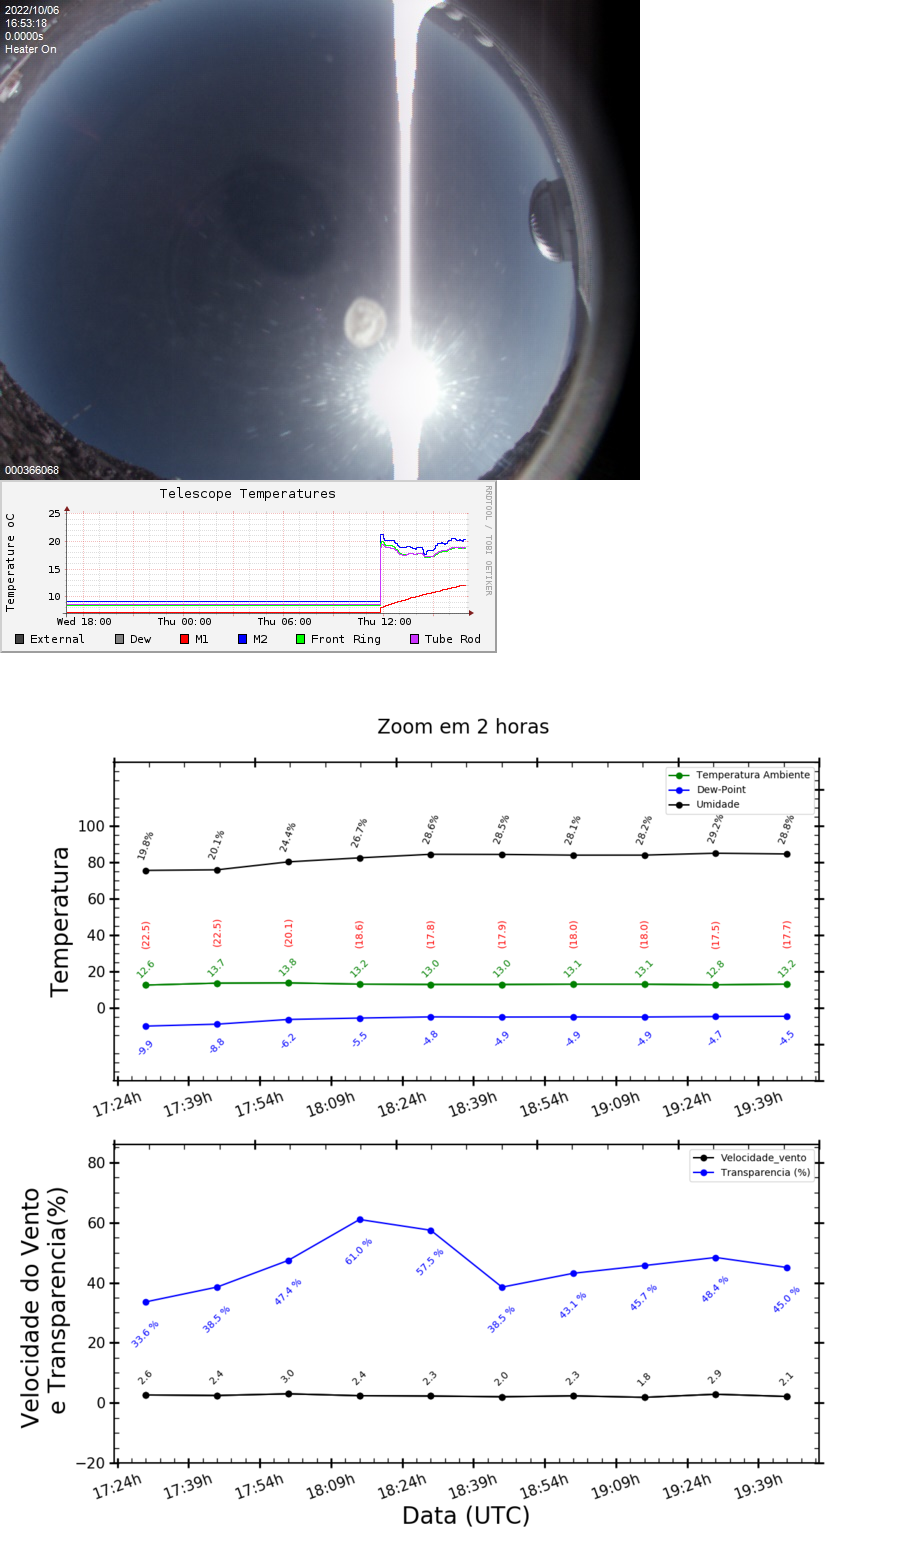 2022/10/06
16:53:18
0.0000s
Heater On
000366068
Telescope Temperatures
RRDTOOL / TOBI OETIKER
Temperature oC
25
20
15
10
Wed 18:00 Thu 00:00 Thu 06:00 Thu 12:00
External Dew M1 M2 Front Ring Tube Rod
Zoom em 2 horas
Temperatura Ambiente
Dew-Point
Umidade
Temperatura
100
80
60
40
20
0
19.8% 20.1% 24.4% 26.7% 28.6% 28.5% 28.1% 28.2% 29.2% 28.8%
(22.5) (22.5) (20.1) (18.6) (17.8) (17.9) (18.0) (18.0) (17.5) (17.7)
12.6 13.7 13.8 13.2 13.0 13.0 13.1 13.1 12.8 13.2
-9.9 -8.8 -6.2 -5.5 -4.8 -4.9 -4.9 -4.9 -4.7 -4.5
17:24h 17:39h 17:54h 18:09h 18:24h 18:39h 18:54h 19:09h 19:24h 19:39h
Velocidade_vento
Transparencia (%)
Velocidade do Vento
e Transparencia(%)
80
60
40
20
0
−20
33.6 % 38.5 % 47.4 % 61.0 % 57.5 % 38.5 % 43.1 % 45.7 % 48.4 % 45.0 %
2.6 2.4 3.0 2.4 2.3 2.0 2.3 1.8 2.9 2.1
17:24h 17:39h 17:54h 18:09h 18:24h 18:39h 18:54h 19:09h 19:24h 19:39h
Data (UTC)